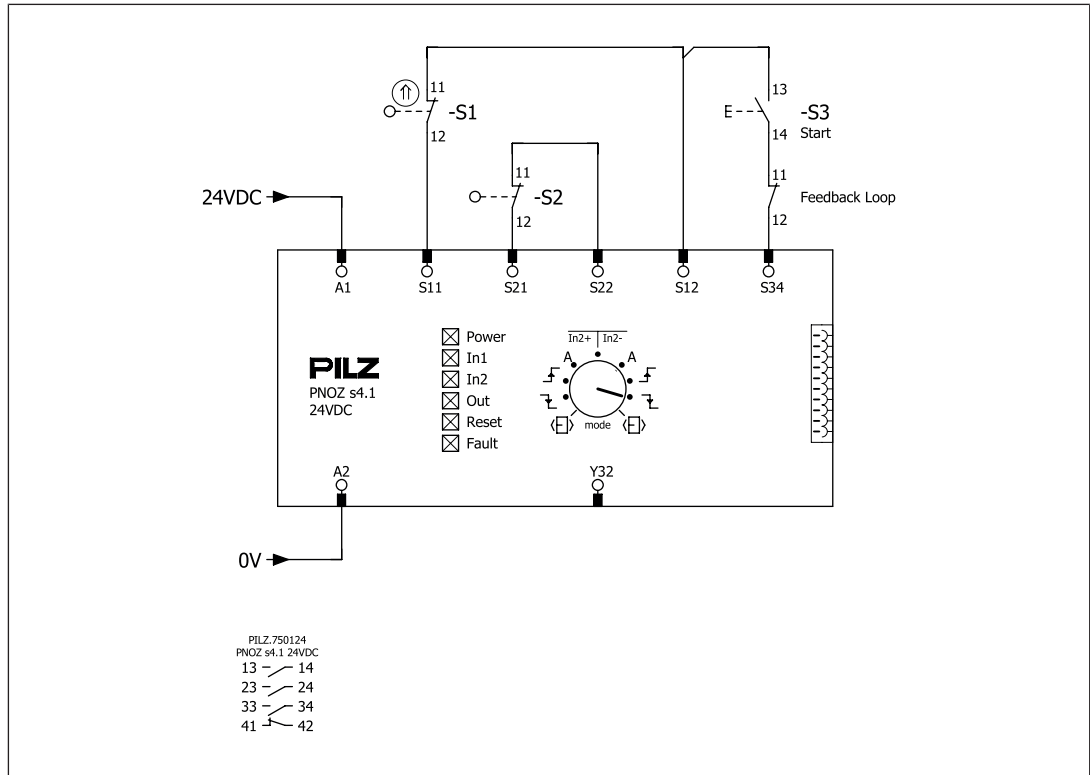 11
-S1
12
13
E
-S3
14
Start
11
-S2
12
11
Feedback Loop
12
24VDC
A1
S11
S21
S22
S12
S34
Power
In1
In2
Out
Reset
Fault
In2+ In2-
A A
mode
PILZ
PNOZ s4.1
24VDC
A2
Y32
0V
PILZ.750124
PNOZ s4.1 24VDC
13 14
23 24
33 34
41 42